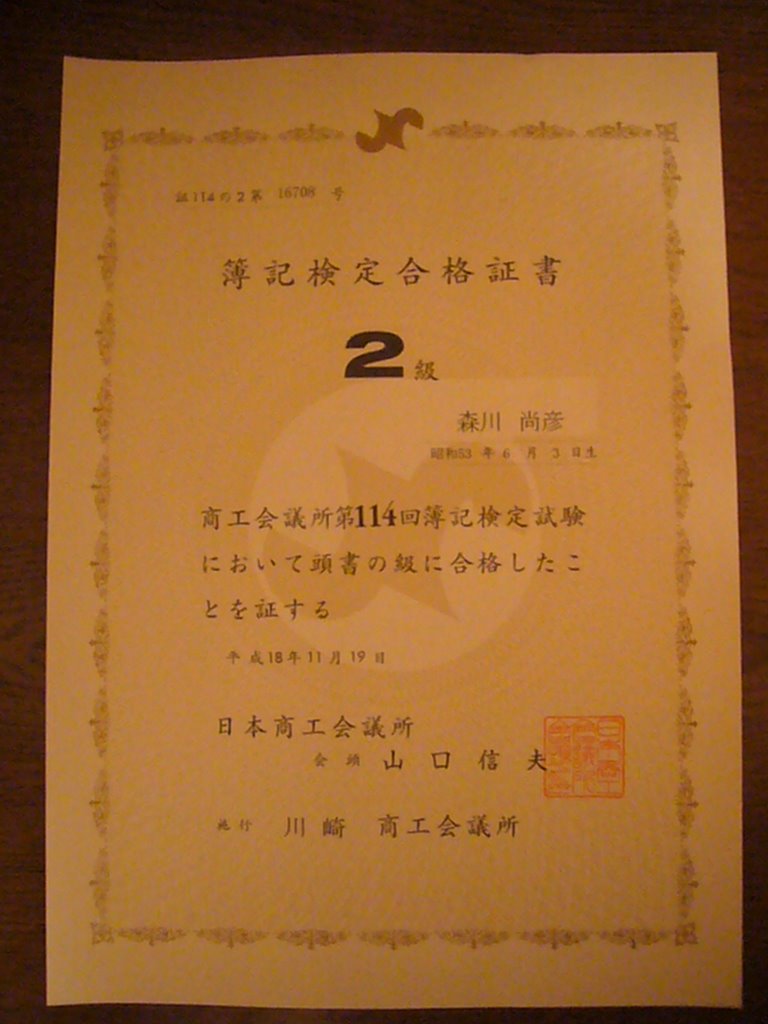 証114の2第 16708 号
簿記検定合格証書
2級
森川 尚彦
昭和53年6月3日生
商工会議所第114回簿記検定試験
において頭書の級に合格したこ
とを証する
平成18年11月19日
日本商工会議所
会頭 山口信夫
施行 川崎 商工会議所